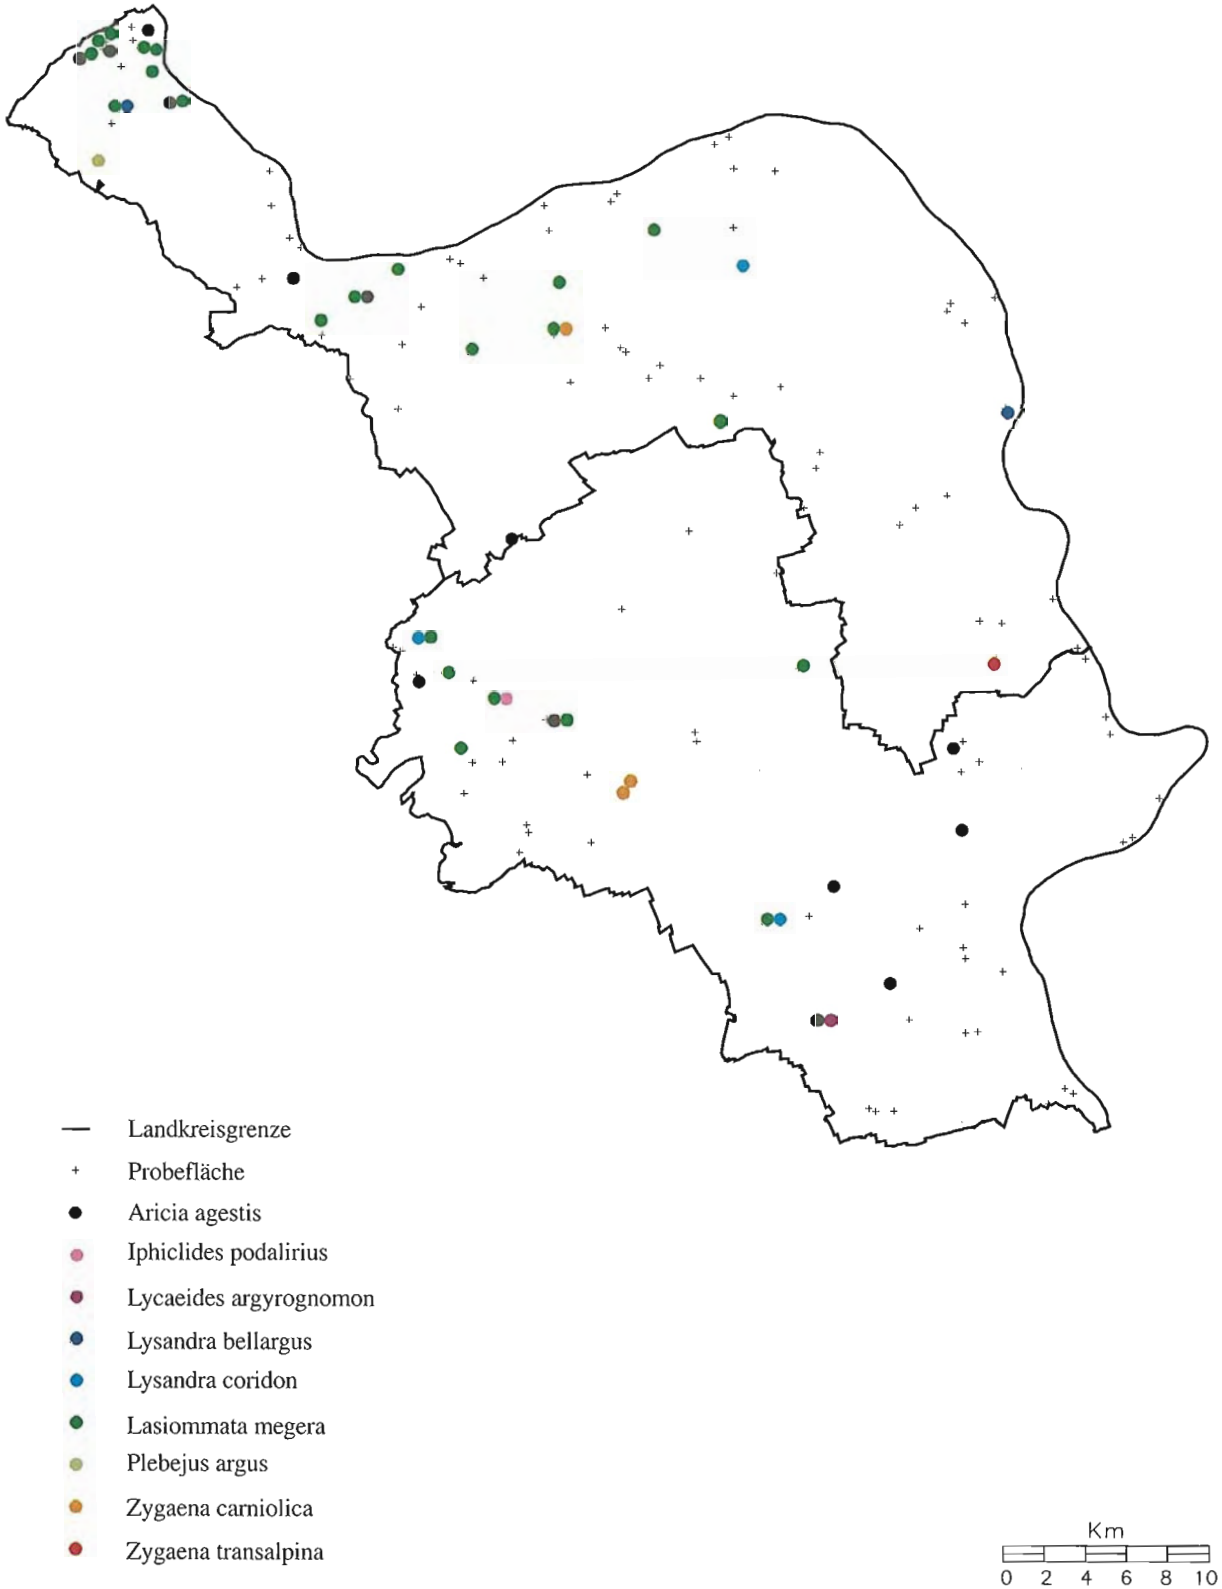 Landkreisgrenze
Probefläche
Aricia agestis
Iphiclides podalirius
Lycaeides argyrognomon
Lysandra bellargus
Lysandra coridon
Lasiommata megera
Plebejus argus
Zygaena carniolica
Zygaena transalpina
Km
0 2 4 6 8 10